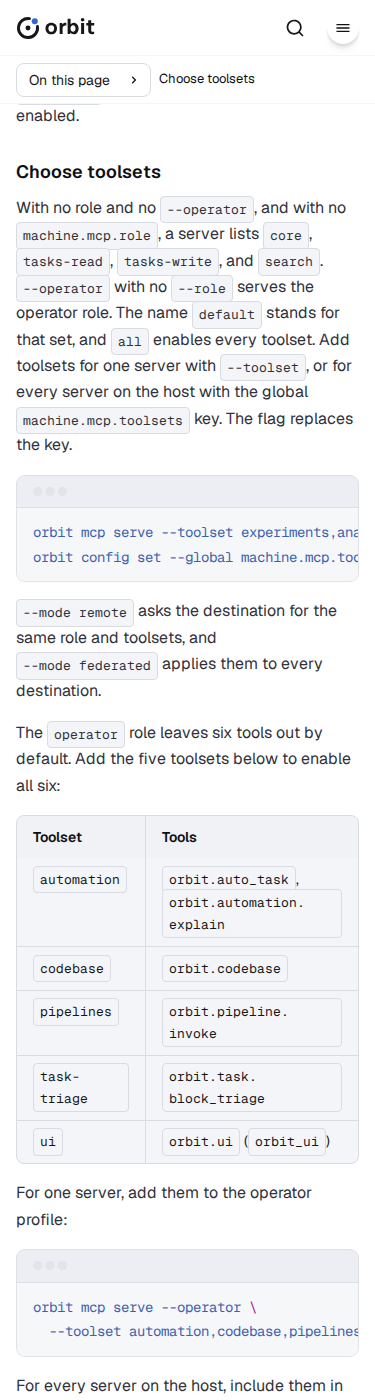 orbit
On this page
Choose toolsets
enabled.
Choose toolsets
With no role and no --operator, and with no
machine.mcp.role, a server lists core,
tasks-read, tasks-write, and search.
--operator with no --role serves the
operator role. The name default stands for
that set, and all enables every toolset. Add
toolsets for one server with --toolset, or for
every server on the host with the global
machine.mcp.toolsets key. The flag replaces
the key.
orbit mcp serve --toolset experiments,ana
orbit config set --global machine.mcp.too
--mode remote asks the destination for the
same role and toolsets, and
--mode federated applies them to every
destination.
The operator role leaves six tools out by
default. Add the five toolsets below to enable
all six:
Toolset Tools
automation orbit.auto_task,
orbit.automation.
explain
codebase orbit.codebase
pipelines orbit.pipeline.
invoke
task- orbit.task.
triage block_triage
ui orbit.ui (orbit_ui)
For one server, add them to the operator
profile:
orbit mcp serve --operator \
--toolset automation,codebase,pipelines
For every server on the host, include them in